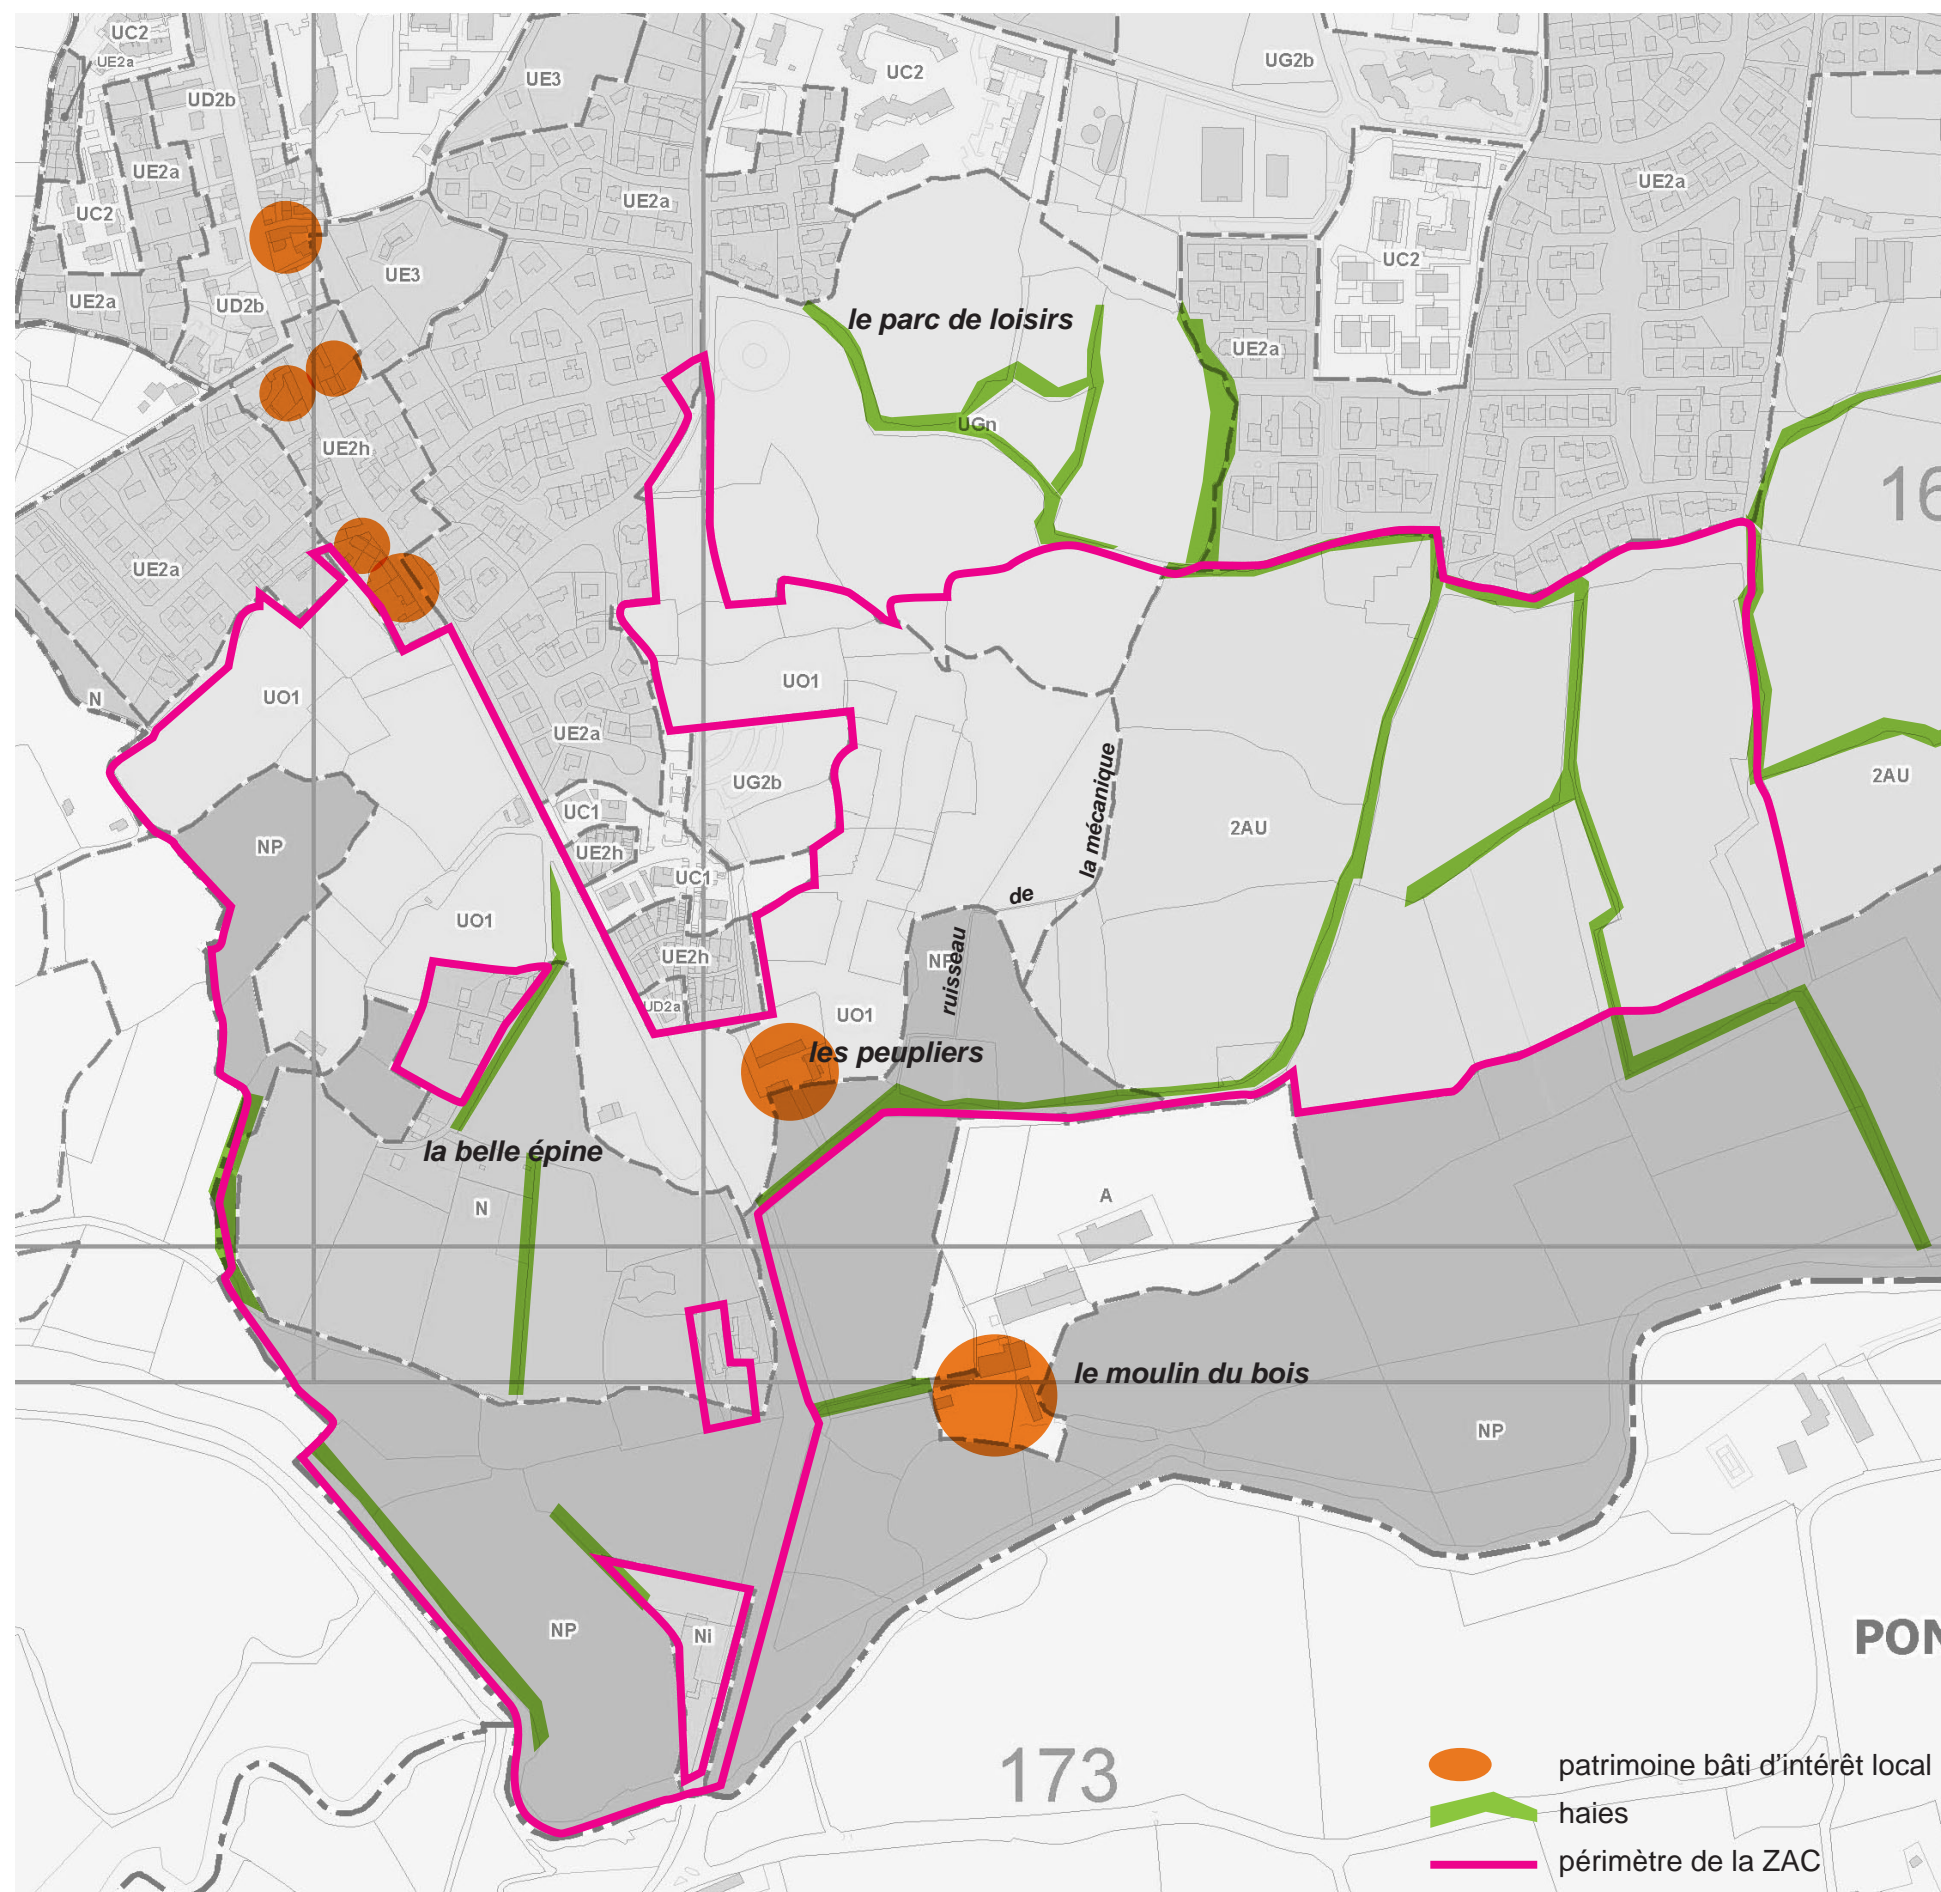 UC2
UE2a
UD2b
UE3
UC2
UG2b
UE2a
UC2
UE2a
UE2a
UE2a
UD2b
UE3
UC2
le parc de loisirs
UE2a
UGn
UE2h
16
UE2a
N
UO1
UO1
UE2a
UG2b
UC1
la mécanique
2AU
2AU
NP
UE2h
UC1
de
UO1
UE2h
NP
ruisseau
UD2a
UO1
les peupliers
la belle épine
N
A
le moulin du bois
NP
NP
Ni
PON
173
patrimoine bâti d'intérêt local
haies
périmètre de la ZAC